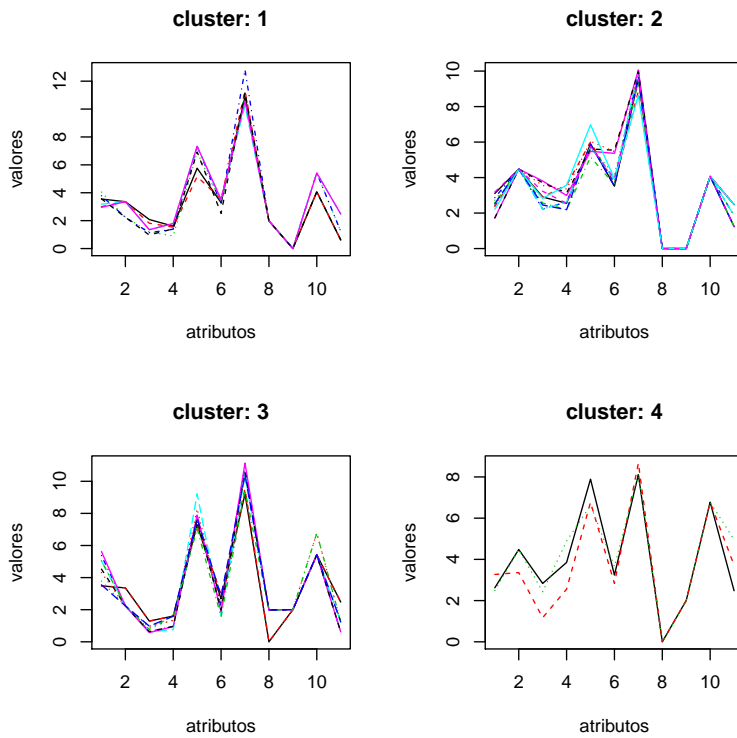 cluster: 1
valores
0 2 4 6 8 12
2 4 6 8 10
atributos
cluster: 2
valores
0 2 4 6 8 10
2 4 6 8 10
atributos
cluster: 3
valores
0 2 4 6 8 10
2 4 6 8 10
atributos
cluster: 4
valores
0 2 4 6 8
2 4 6 8 10
atributos